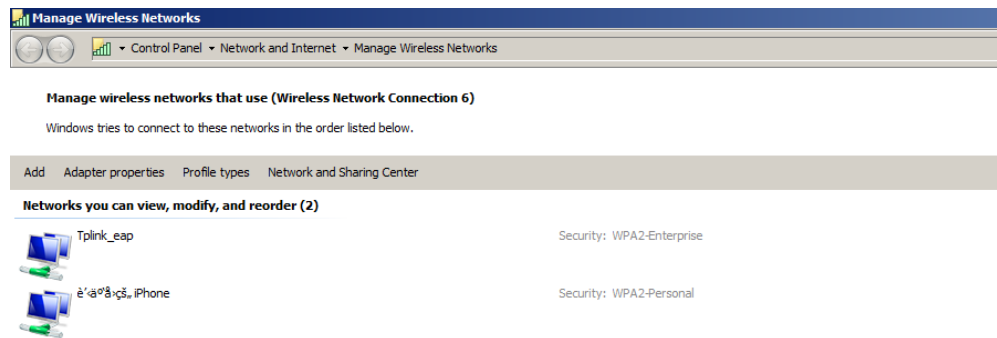 Manage Wireless Networks
Control Panel ▾ Network and Internet ▾ Manage Wireless Networks
Manage wireless networks that use (Wireless Network Connection 6)
Windows tries to connect to these networks in the order listed below.
Add Adapter properties Profile types Network and Sharing Center
Networks you can view, modify, and reorder (2)
Tplink_eap Security: WPA2-Enterprise
iPhone Security: WPA2-Personal